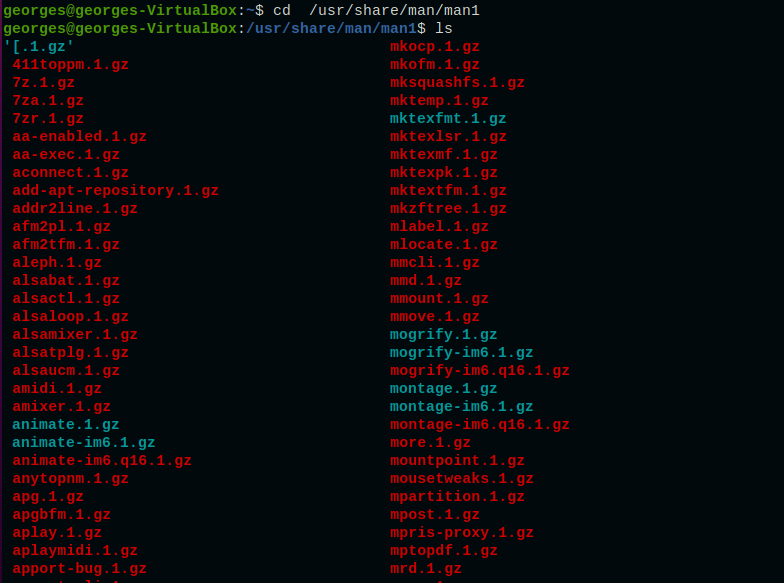 georges@georges-VirtualBox:~$ cd  /usr/share/man/man1
georges@georges-VirtualBox:/usr/share/man/man1$ ls
'[.1.gz' mkocp.1.gz
411toppm.1.gz mkofm.1.gz
7z.1.gz mksquashfs.1.gz
7za.1.gz mktemp.1.gz
7zr.1.gz mktexfmt.1.gz
aa-enabled.1.gz mktexlsr.1.gz
aa-exec.1.gz mktexmf.1.gz
aconnect.1.gz mktexpk.1.gz
add-apt-repository.1.gz mktextfm.1.gz
addr2line.1.gz mkzftree.1.gz
afm2pl.1.gz mlabel.1.gz
afm2tfm.1.gz mlocate.1.gz
aleph.1.gz mmcli.1.gz
alsabat.1.gz mmd.1.gz
alsactl.1.gz mmount.1.gz
alsaloop.1.gz mmove.1.gz
alsamixer.1.gz mogrify.1.gz
alsatplg.1.gz mogrify-im6.1.gz
alsaucm.1.gz mogrify-im6.q16.1.gz
amidi.1.gz montage.1.gz
amixer.1.gz montage-im6.1.gz
animate.1.gz montage-im6.q16.1.gz
animate-im6.1.gz more.1.gz
animate-im6.q16.1.gz mountpoint.1.gz
anytopnm.1.gz mousetweaks.1.gz
apg.1.gz mpartition.1.gz
apgbfm.1.gz mpost.1.gz
aplay.1.gz mpris-proxy.1.gz
aplaymidi.1.gz mptopdf.1.gz
apport-bug.1.gz mrd.1.gz